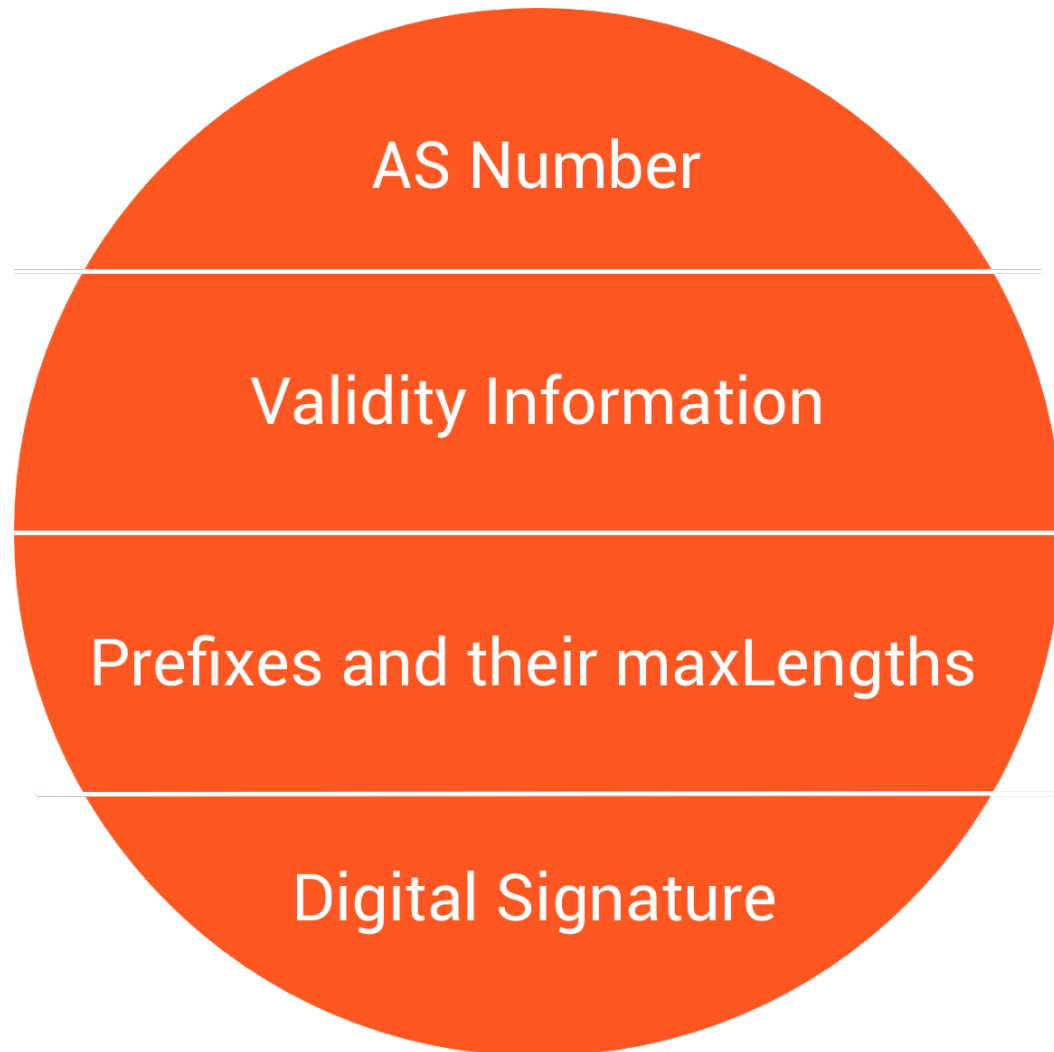 AS Number
Validity Information
Prefixes and their maxLengths
Digital Signature